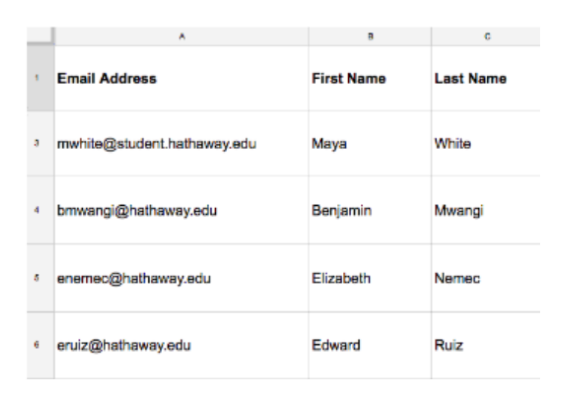 A B C
1 Email Address First Name Last Name
3 mwhite@student.hathaway.edu Maya White
4 bmwangi@hathaway.edu Benjamin Mwangi
5 enemec@hathaway.edu Elizabeth Nemec
6 eruiz@hathaway.edu Edward Ruiz